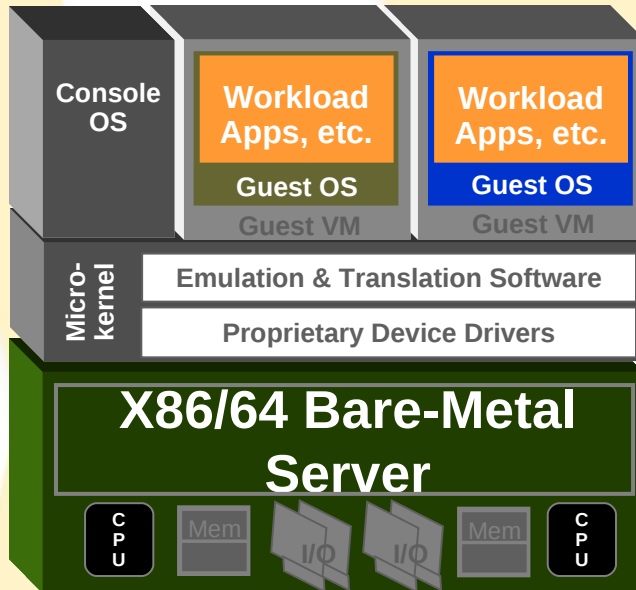 Console
OS
Workload
Apps, etc.
Guest OS
Guest VM
Workload
Apps, etc.
Guest OS
Guest VM
Micro-
kernel
Emulation & Translation Software
Proprietary Device Drivers
X86/64 Bare-Metal
Server
C
P
U
Mem
I/O
I/O
Mem
C
P
U